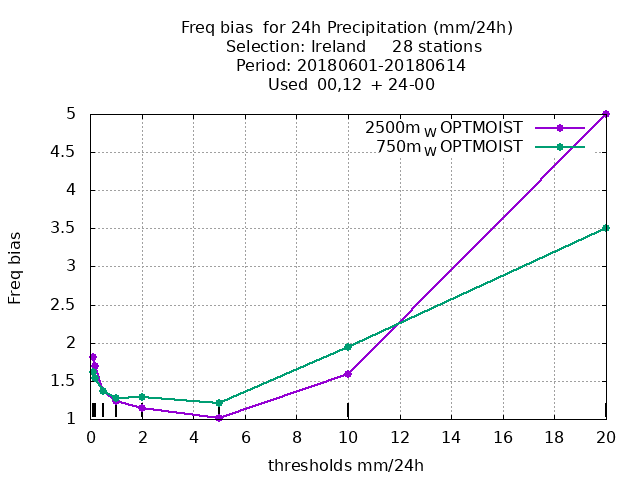 Freq bias for 24h Precipitation (mm/24h)
Selection: Ireland 28 stations
Period: 20180601-20180614
Used 00,12 + 24-00
2500m W OPTMOIST
750m W OPTMOIST
5
4.5
4
3.5
3
2.5
2
1.5
1
Freq bias
0 2 4 6 8 10 12 14 16 18 20
thresholds mm/24h